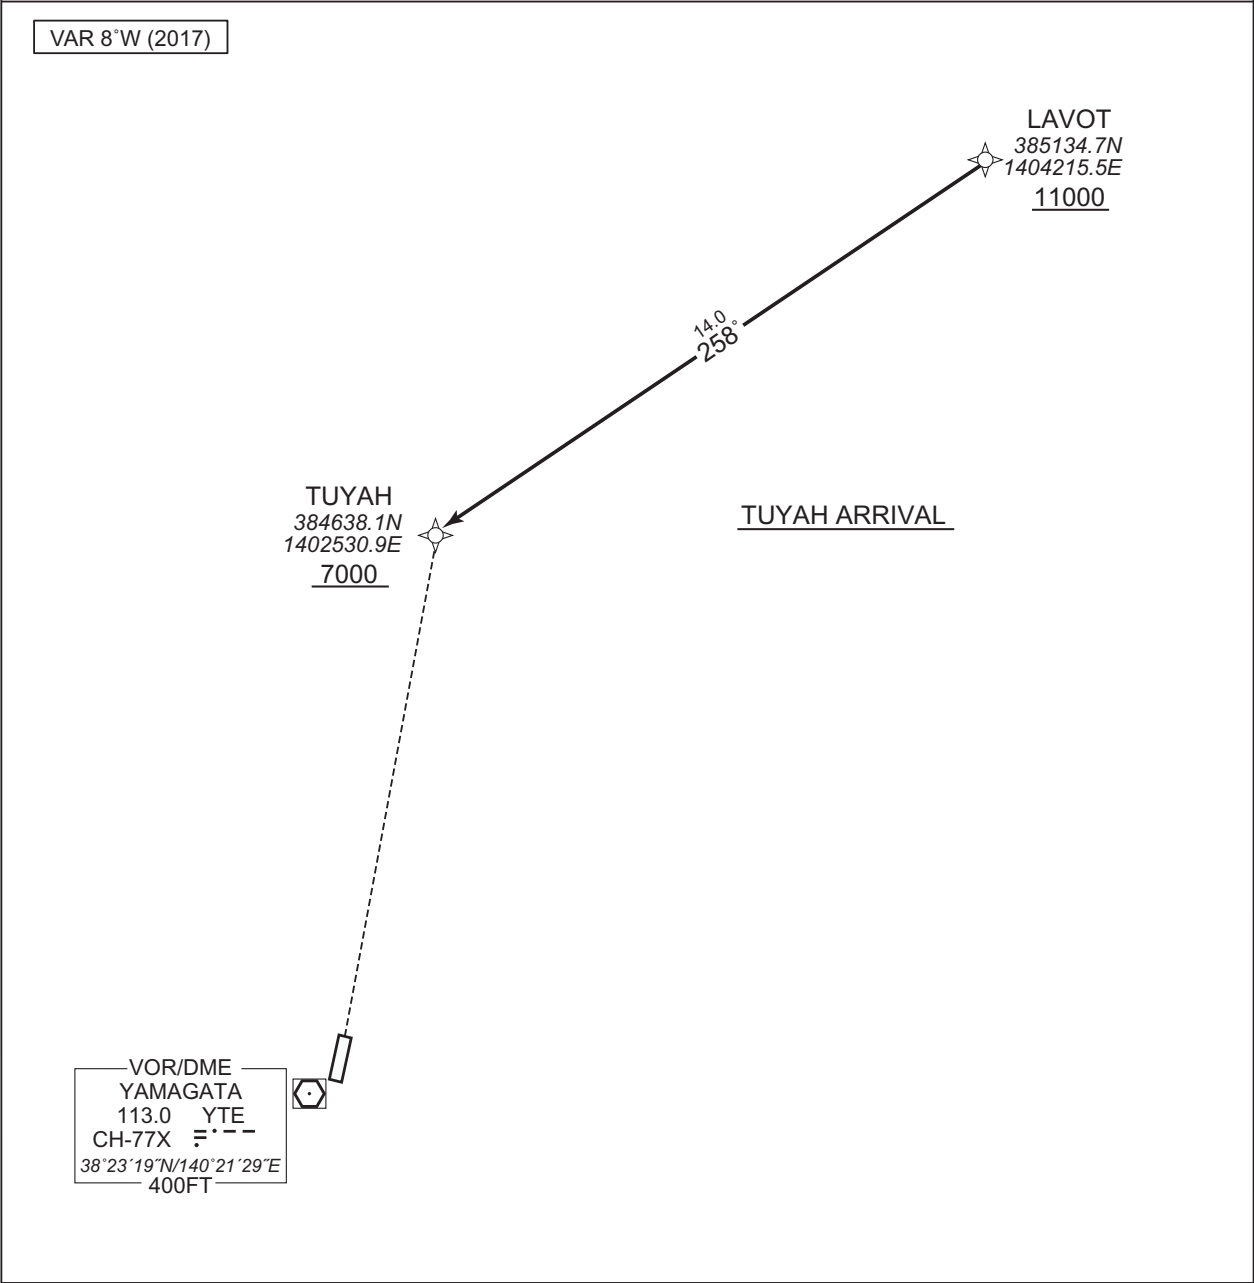 VAR 8˚W (2017)
LAVOT
385134.7N
1404215.5E
11000
14.0
258˚
TUYAH
384638.1N
1402530.9E
7000
TUYAH ARRIVAL
VOR/DME
YAMAGATA
113.0 YTE
CH-77X
38˚23´19˝N/140˚21´29˝E
400FT